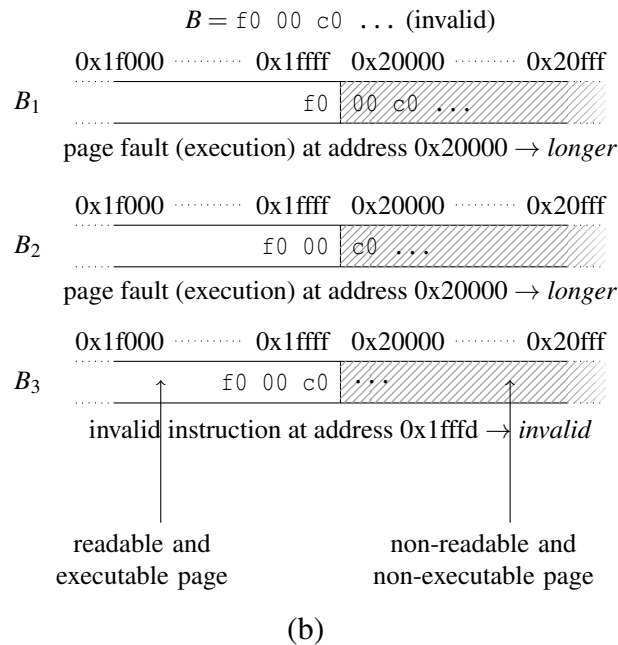 B = f0 00 c0 ... (invalid)
0x1f000 ·········· 0x1ffff 0x20000 ········· 0x20fff
B1 f0 00 c0 ...
page fault (execution) at address 0x20000 → longer
0x1f000 ·········· 0x1ffff 0x20000 ········· 0x20fff
B2 f0 00 c0 ...
page fault (execution) at address 0x20000 → longer
0x1f000 ·········· 0x1ffff 0x20000 ········· 0x20fff
B3 f0 00 c0 ...
invalid instruction at address 0x1fffd → invalid
readable and non-readable and
executable page non-executable page
(b)